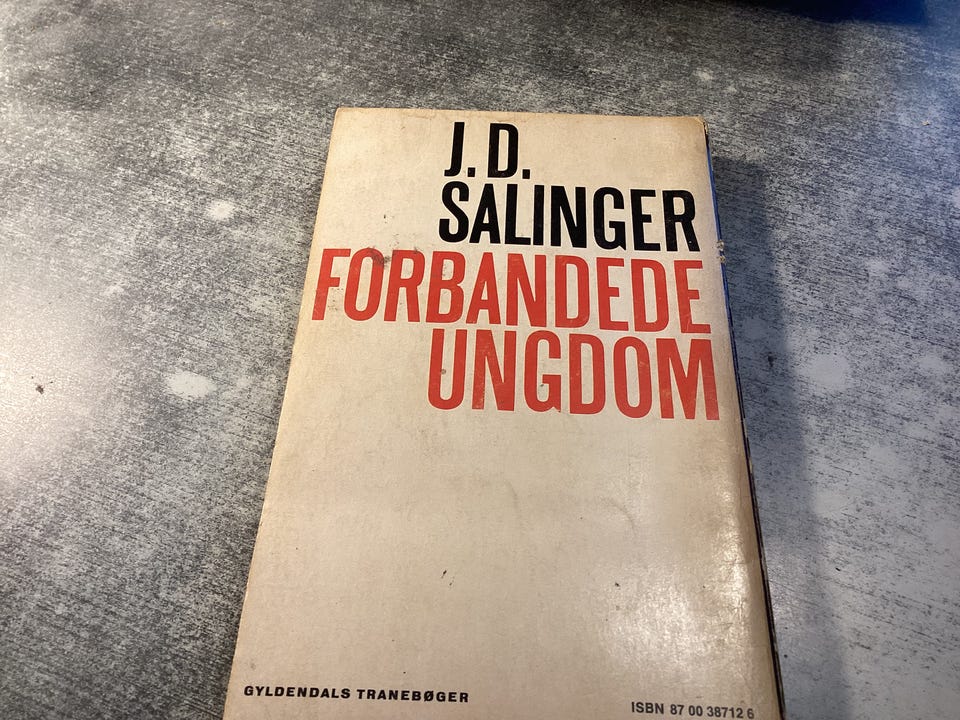 J.D.
SALINGER
FORBANDEDE
UNGDOM
GYLDENDALS TRANEBØGER
ISBN 87 00 38712 6